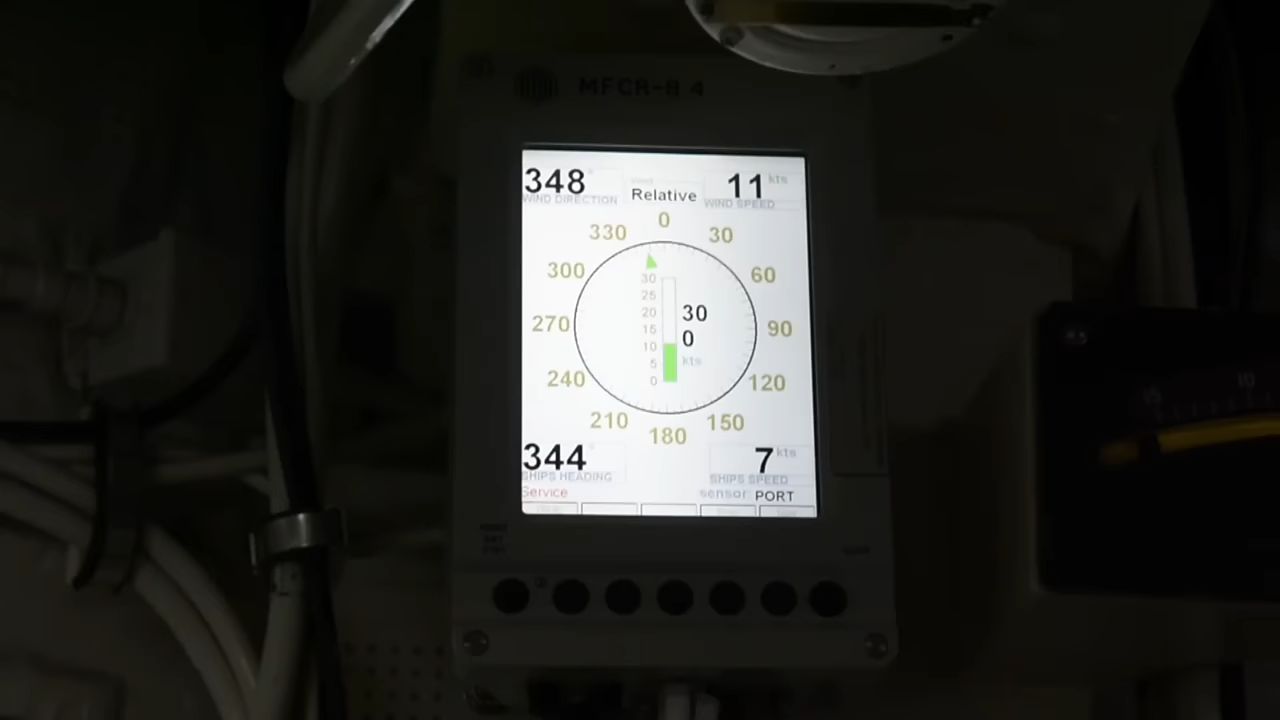 MFCR-B 4
348° Relative 11 kts
WIND DIRECTION WIND SPEED
0
330 30
300 60
30
25
20 30
15
270 90
0
10
5 kts
0
240 120
210 150
180
344° 7 kts
SHIPS HEADING SHIPS SPEED
Service sensor PORT
15 10